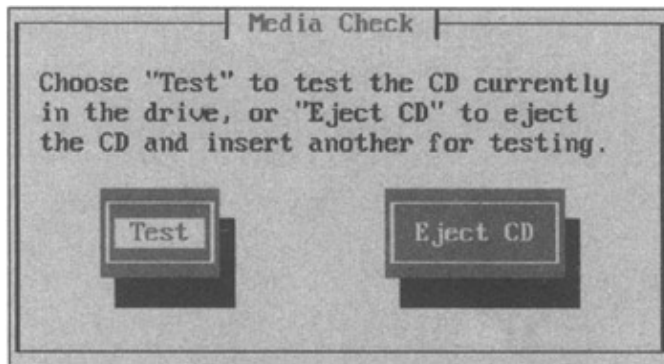 Media Check
Choose "Test" to test the CD currently
in the drive, or "Eject CD" to eject
the CD and insert another for testing.
Test
Eject CD